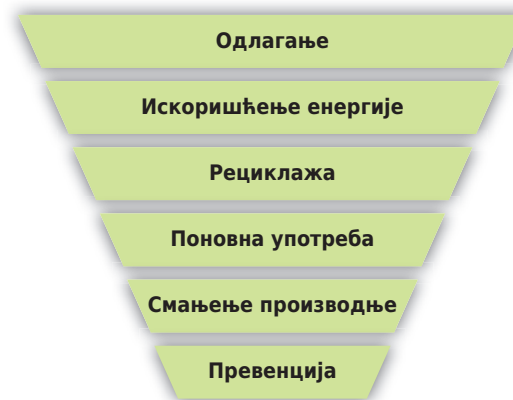 Одлагање
Искоришћење енергије
Рециклажа
Поновна употреба
Смањење производње
Превенција